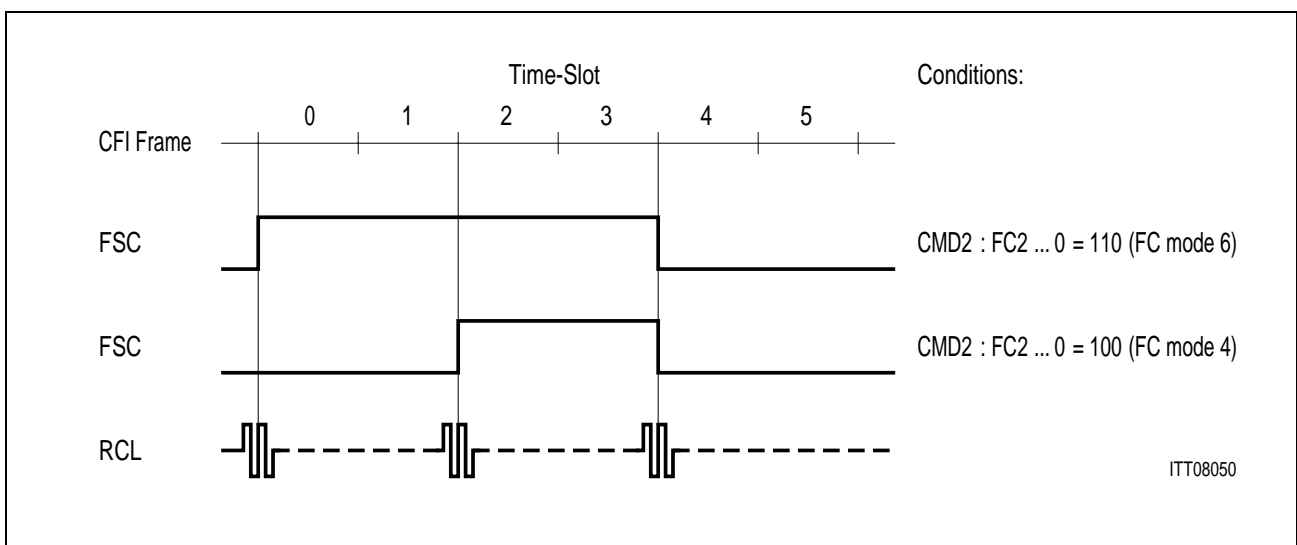 Time-Slot Conditions:
0 1 2 3 4 5
CFI Frame
FSC CMD2 : FC2 ... 0 = 110 (FC mode 6)
FSC CMD2 : FC2 ... 0 = 100 (FC mode 4)
RCL
ITT08050